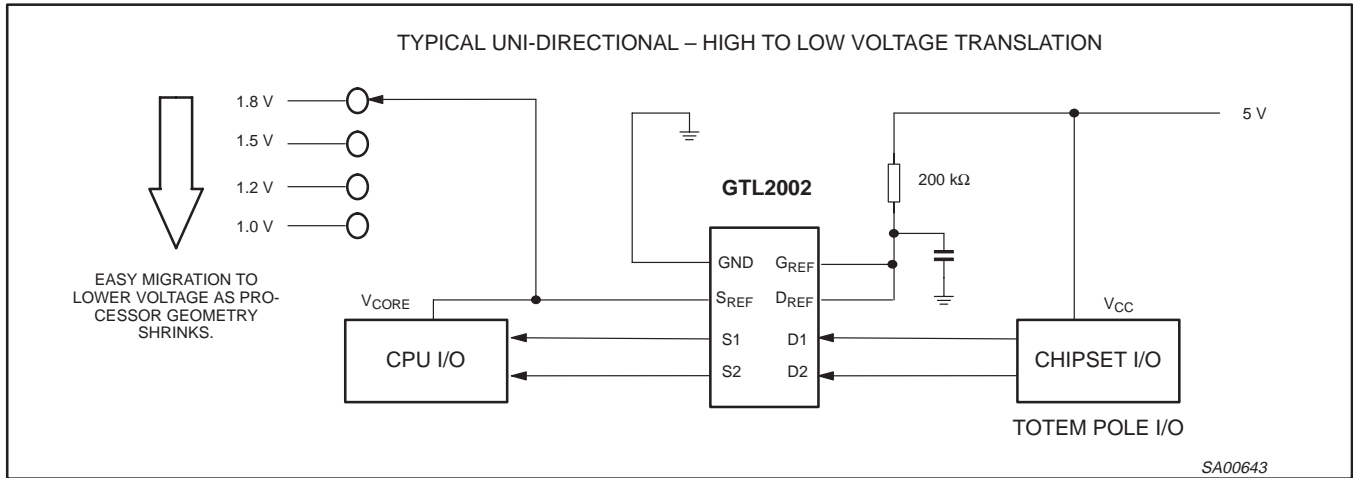 TYPICAL UNI-DIRECTIONAL – HIGH TO LOW VOLTAGE TRANSLATION
1.8 V
1.5 V
1.2 V
1.0 V
EASY MIGRATION TO
LOWER VOLTAGE AS PRO-
CESSOR GEOMETRY
SHRINKS.
5 V
200 kΩ
GTL2002
GND GREF
SREF DREF
S1 D1
S2 D2
VCORE
CPU I/O
VCC
CHIPSET I/O
TOTEM POLE I/O
SA00643